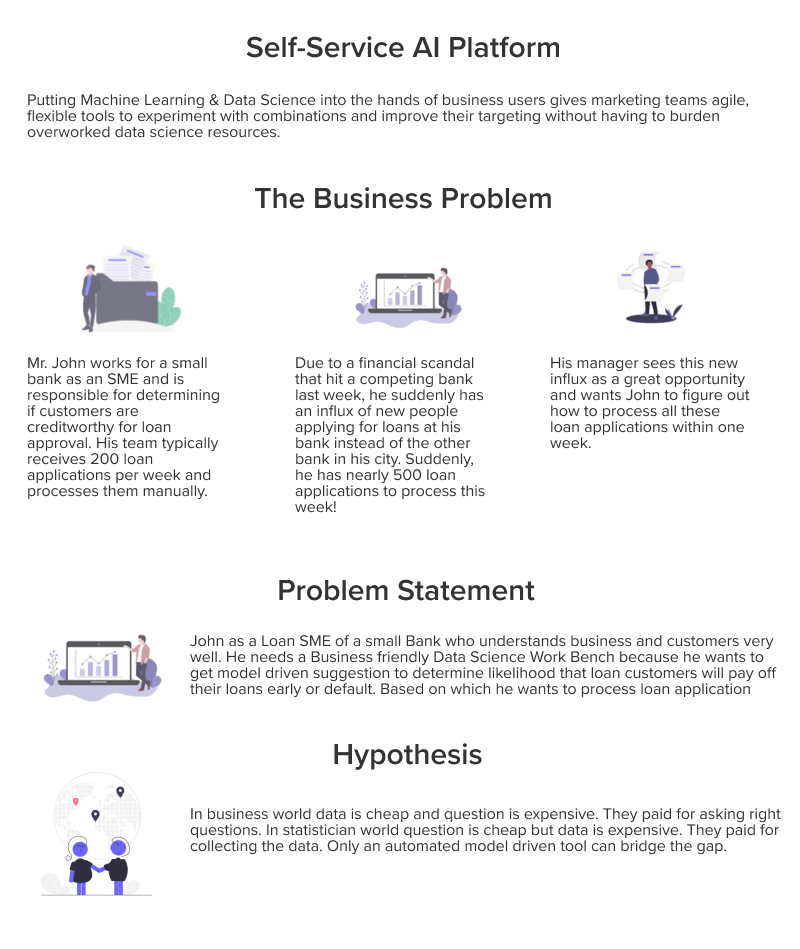 Self-Service AI Platform
Putting Machine Learning & Data Science into the hands of business users gives marketing teams agile,
flexible tools to experiment with combinations and improve their targeting without having to burden
overworked data science resources.
The Business Problem
Mr. John works for a small
bank as an SME and is
responsible for determining
if customers are
creditworthy for loan
approval. His team typically
receives 200 loan
applications per week and
processes them manually.
Due to a financial scandal
that hit a competing bank
last week, he suddenly has
an influx of new people
applying for loans at his
bank instead of the other
bank in his city. Suddenly,
he has nearly 500 loan
applications to process this
week!
His manager sees this new
influx as a great opportunity
and wants John to figure out
how to process all these
loan applications within one
week.
Problem Statement
John as a Loan SME of a small Bank who understands business and customers very
well. He needs a Business friendly Data Science Work Bench because he wants to
get model driven suggestion to determine likelihood that loan customers will pay off
their loans early or default. Based on which he wants to process loan application
Hypothesis
In business world data is cheap and question is expensive. They paid for asking right
questions. In statistician world question is cheap but data is expensive. They paid for
collecting the data. Only an automated model driven tool can bridge the gap.